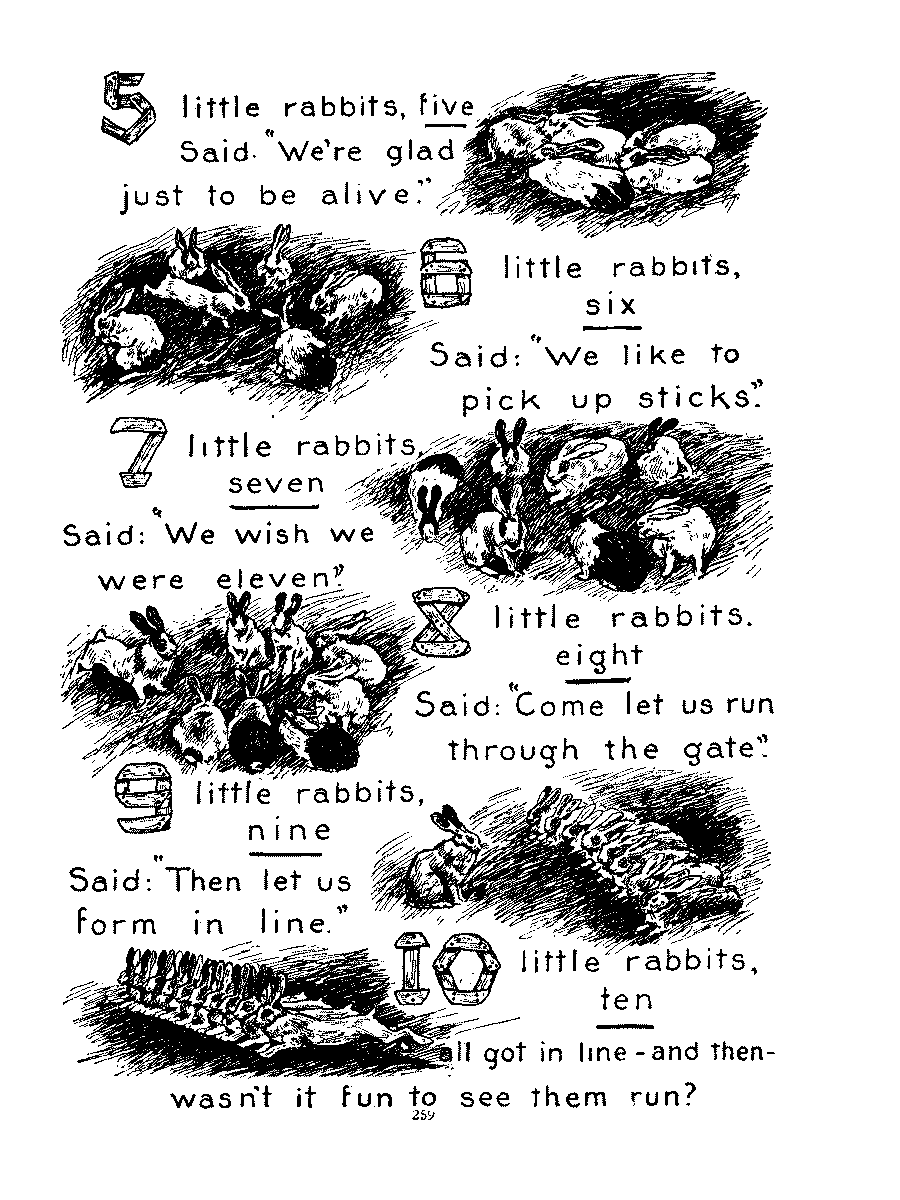 5 little rabbits, five
Said. "We're glad
just to be alive."
6 little rabbits,
six
Said: "We like to
pick up sticks."
7 little rabbits,
seven
Said: "We wish we
were eleven."
8 little rabbits.
eight
Said: "Come let us run
through the gate."
9 little rabbits,
nine
Said: "Then let us
form in line."
10 little rabbits,
ten
all got in line - and then-
wasn't it fun to see them run?
259